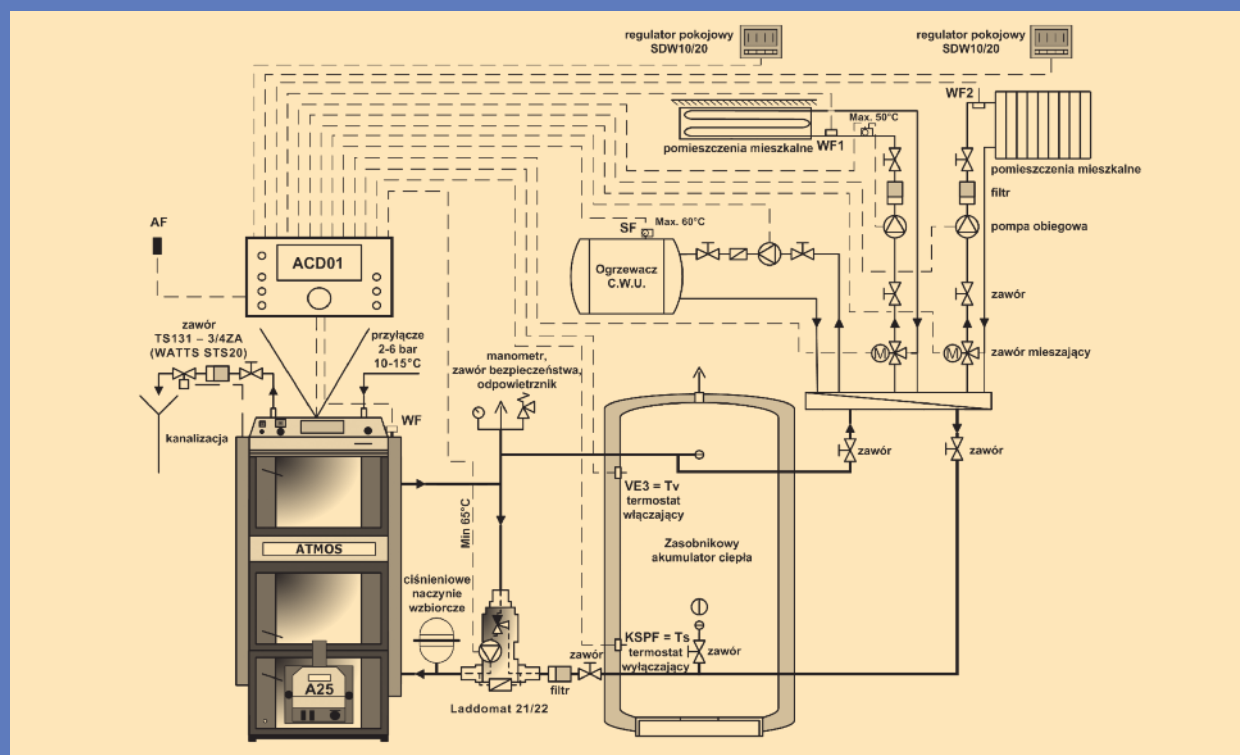 regulator pokojowy
SDW10/20
regulator pokojowy
SDW10/20
WF2
Max. 50°C
pomieszczenia mieszkalne
WF1
pomieszczenia mieszkalne
filtr
AF
SF
Max. 60°C
pompa obiegowa
ACD01
Ogrzewacz
C.W.U.
zawór
zawór
TS131 – 3/4ZA
(WATTS STS20)
przyłącze
2-6 bar
10-15°C
manometr,
zawór bezpieczeństwa,
odpowietrznik
M
M
zawór mieszający
WF
kanalizacja
zawór
zawór
VE3 = Tv
termostat
włączający
Min 65°C
ATMOS
Zasobnikowy
akumulator ciepła
ciśnieniowe
naczynie
wzbiorcze
KSPF = Ts
termostat
wyłączający
zawór
zawór
A25
filtr
Laddomat 21/22